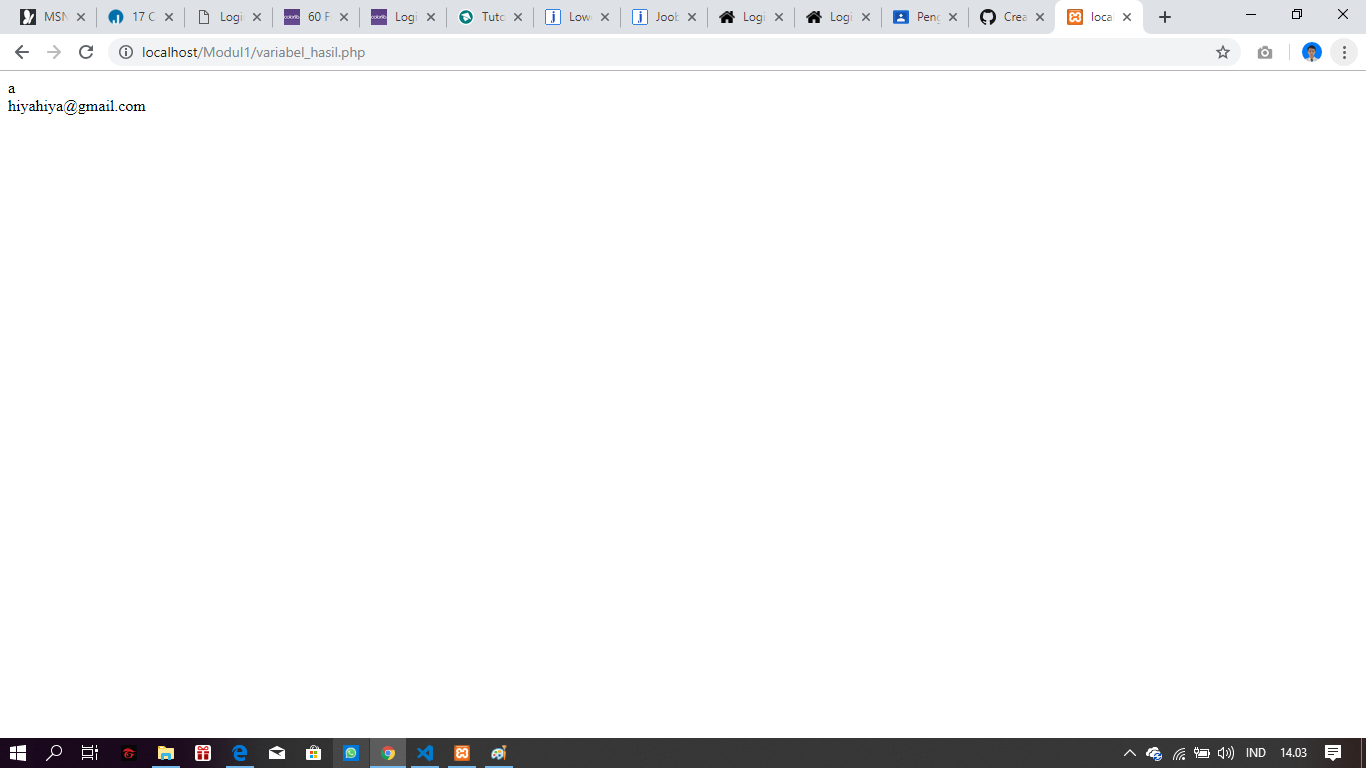 MSN
17 C
Logi
60 F
Logi
Tuto
Low
Joob
Logi
Logi
Peng
Crea
loca
localhost/Modul1/variabel_hasil.php
a
hiyahiya@gmail.com
IND
14.03